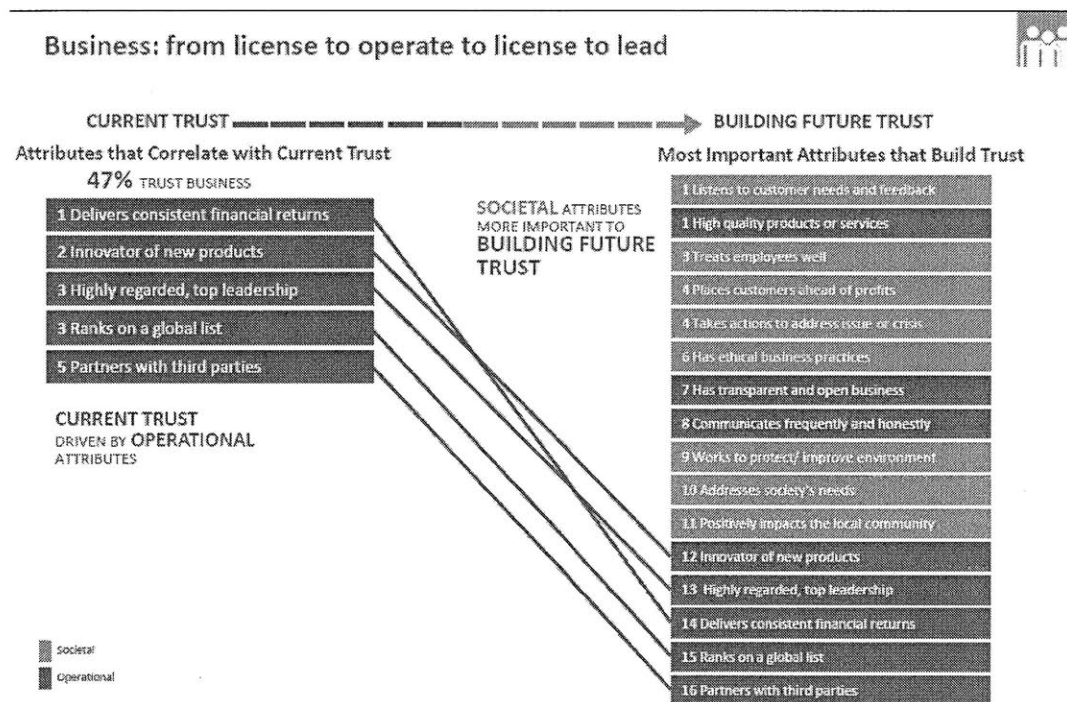 Business: from license to operate to license to lead
CURRENT TRUST
BUILDING FUTURE TRUST
Attributes that Correlate with Current Trust
47% TRUST BUSINESS
1 Delivers consistent financial returns
2 Innovator of new products
3 Highly regarded, top leadership
3 Ranks on a global list
5 Partners with third parties
CURRENT TRUST
DRIVEN BY OPERATIONAL
ATTRIBUTES
SOCIETAL ATTRIBUTES
MORE IMPORTANT TO
BUILDING FUTURE
TRUST
Most Important Attributes that Build Trust
1 Listens to customer needs and feedback
1 High quality products or services
3 Treats employees well
4 Places customers ahead of profits
4 Takes actions to address issue or crisis
6 Has ethical business practices
7 Has transparent and open business
8 Communicates frequently and honestly
9 Works to protect/ improve environment
10 Addresses society's needs
11 Positively impacts the local community
12 Innovator of new products
13 Highly regarded, top leadership
14 Delivers consistent financial returns
15 Ranks on a global list
16 Partners with third parties
Societal
Operational